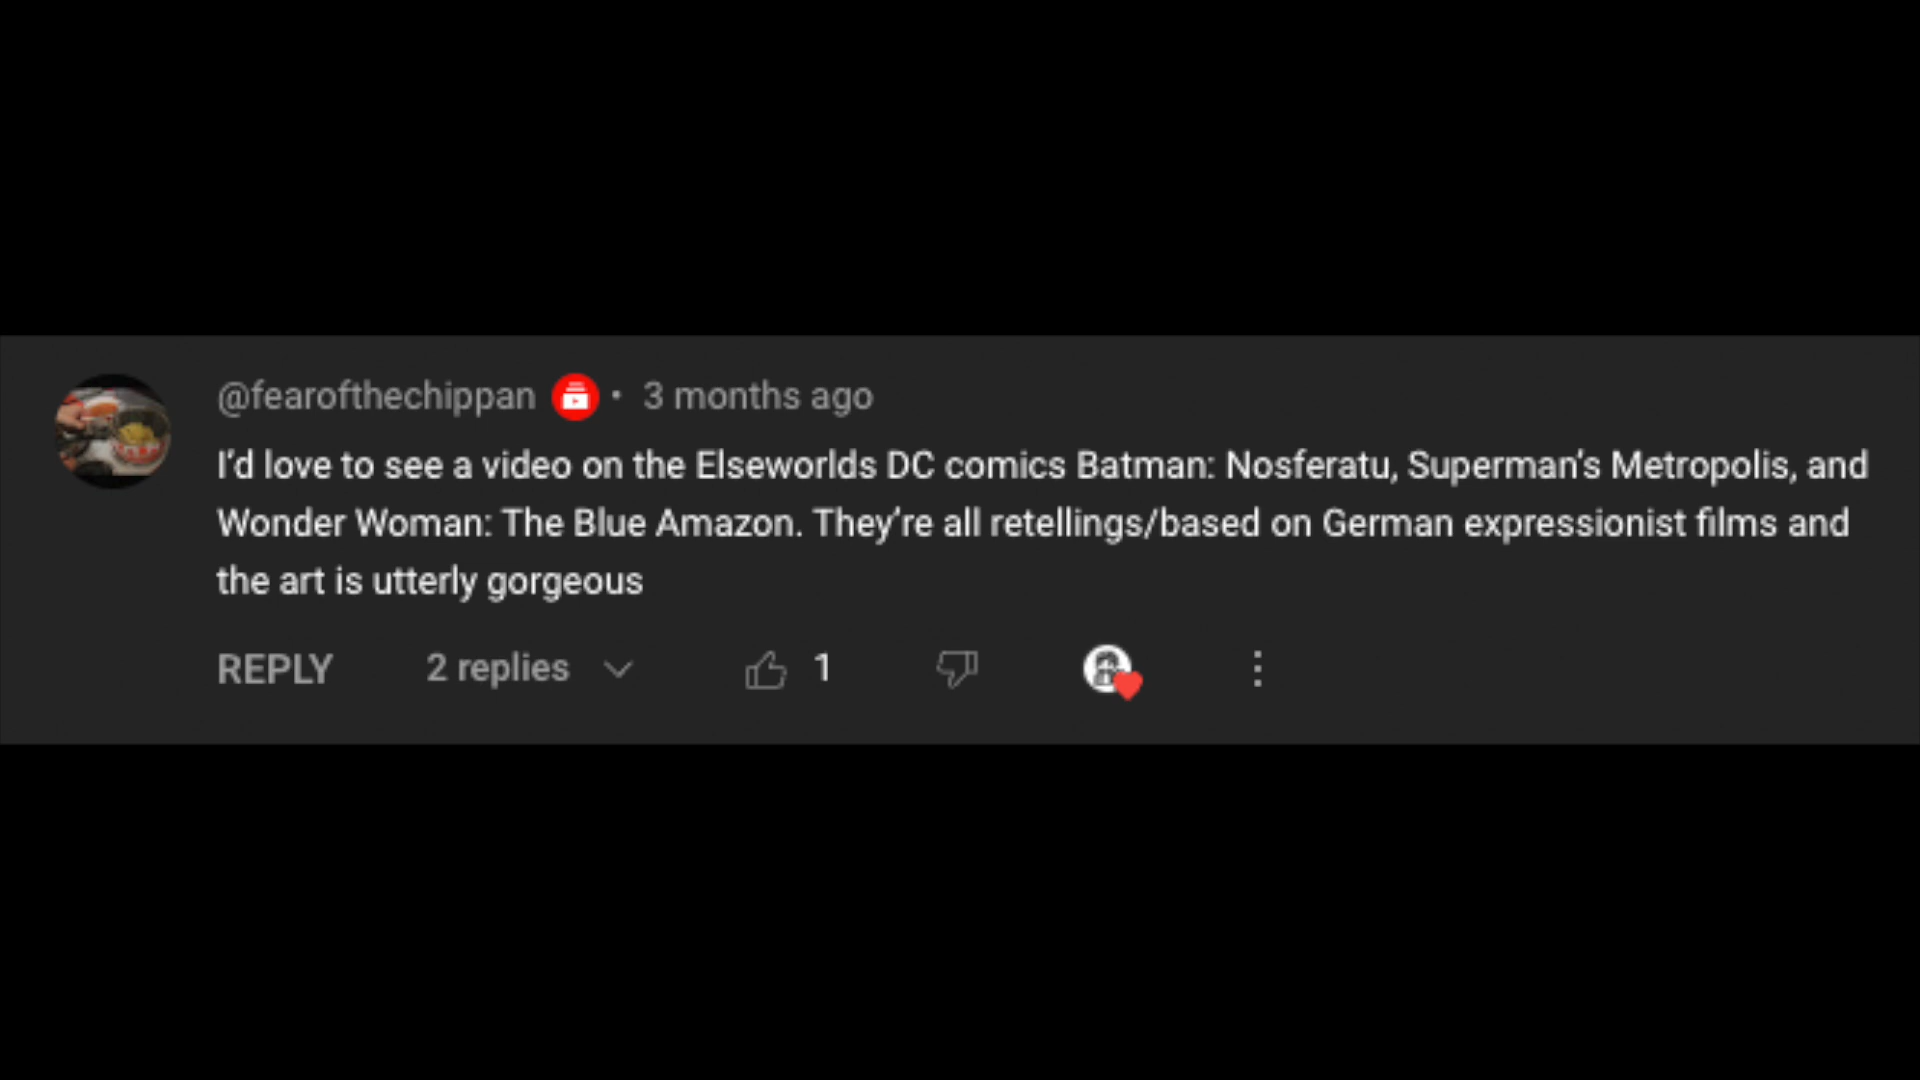 @fearofthechippan • 3 months ago
I'd love to see a video on the Elseworlds DC comics Batman: Nosferatu, Superman's Metropolis, and
Wonder Woman: The Blue Amazon. They're all retellings/based on German expressionist films and
the art is utterly gorgeous
REPLY 2 replies 1